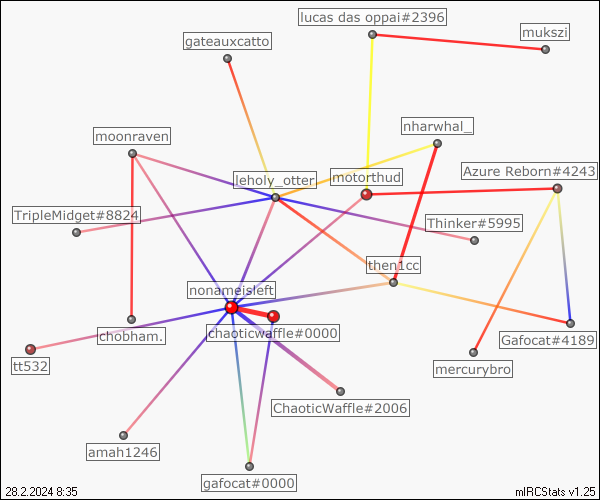 lucas das oppai#2396
mukszi
gateauxcatto
nharwhal_
moonraven
Azure Reborn#4243
motorthud
leholy_otter
TripleMidget#8824
Thinker#5995
then1cc
nonameisleft
chaoticwaffle#0000
chobham.
Gafocat#4189
tt532
mercurybro
ChaoticWaffle#2006
amah1246
gafocat#0000
28.2.2024 8:35
mIRCStats v1.25